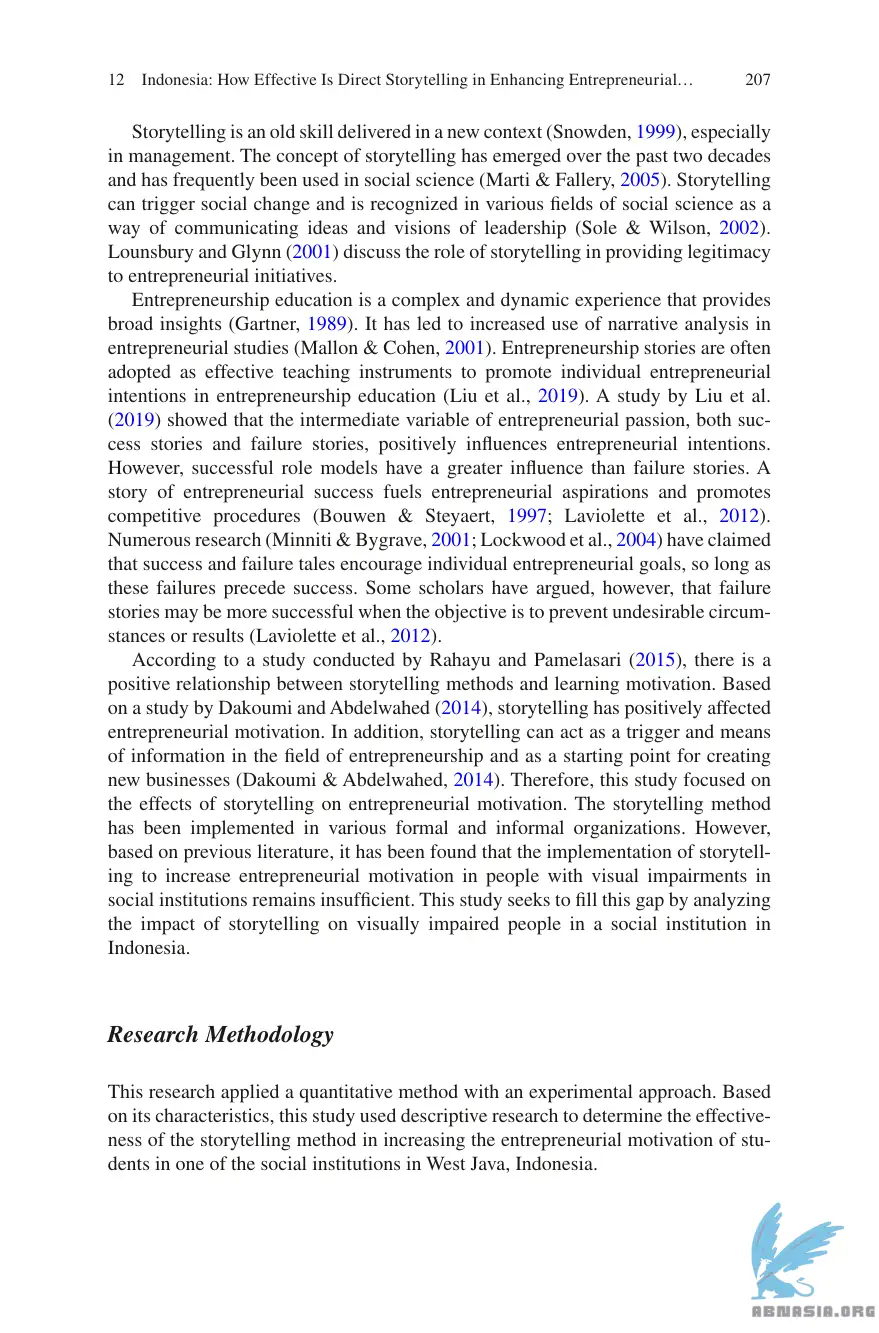 12 Indonesia: How Effective Is Direct Storytelling in Enhancing Entrepreneurial… 207
Storytelling is an old skill delivered in a new context (Snowden, 1999), especially
in management. The concept of storytelling has emerged over the past two decades
and has frequently been used in social science (Marti & Fallery, 2005). Storytelling
can trigger social change and is recognized in various fields of social science as a
way of communicating ideas and visions of leadership (Sole & Wilson, 2002).
Lounsbury and Glynn (2001) discuss the role of storytelling in providing legitimacy
to entrepreneurial initiatives.
Entrepreneurship education is a complex and dynamic experience that provides
broad insights (Gartner, 1989). It has led to increased use of narrative analysis in
entrepreneurial studies (Mallon & Cohen, 2001). Entrepreneurship stories are often
adopted as effective teaching instruments to promote individual entrepreneurial
intentions in entrepreneurship education (Liu et al., 2019). A study by Liu et al.
(2019) showed that the intermediate variable of entrepreneurial passion, both suc-
cess stories and failure stories, positively influences entrepreneurial intentions.
However, successful role models have a greater influence than failure stories. A
story of entrepreneurial success fuels entrepreneurial aspirations and promotes
competitive procedures (Bouwen & Steyaert, 1997; Laviolette et al., 2012).
Numerous research (Minniti & Bygrave, 2001; Lockwood et al., 2004) have claimed
that success and failure tales encourage individual entrepreneurial goals, so long as
these failures precede success. Some scholars have argued, however, that failure
stories may be more successful when the objective is to prevent undesirable circum-
stances or results (Laviolette et al., 2012).
According to a study conducted by Rahayu and Pamelasari (2015), there is a
positive relationship between storytelling methods and learning motivation. Based
on a study by Dakoumi and Abdelwahed (2014), storytelling has positively affected
entrepreneurial motivation. In addition, storytelling can act as a trigger and means
of information in the field of entrepreneurship and as a starting point for creating
new businesses (Dakoumi & Abdelwahed, 2014). Therefore, this study focused on
the effects of storytelling on entrepreneurial motivation. The storytelling method
has been implemented in various formal and informal organizations. However,
based on previous literature, it has been found that the implementation of storytell-
ing to increase entrepreneurial motivation in people with visual impairments in
social institutions remains insufficient. This study seeks to fill this gap by analyzing
the impact of storytelling on visually impaired people in a social institution in
Indonesia.
Research Methodology
This research applied a quantitative method with an experimental approach. Based
on its characteristics, this study used descriptive research to determine the effective-
ness of the storytelling method in increasing the entrepreneurial motivation of stu-
dents in one of the social institutions in West Java, Indonesia.
ABNASIA.ORG